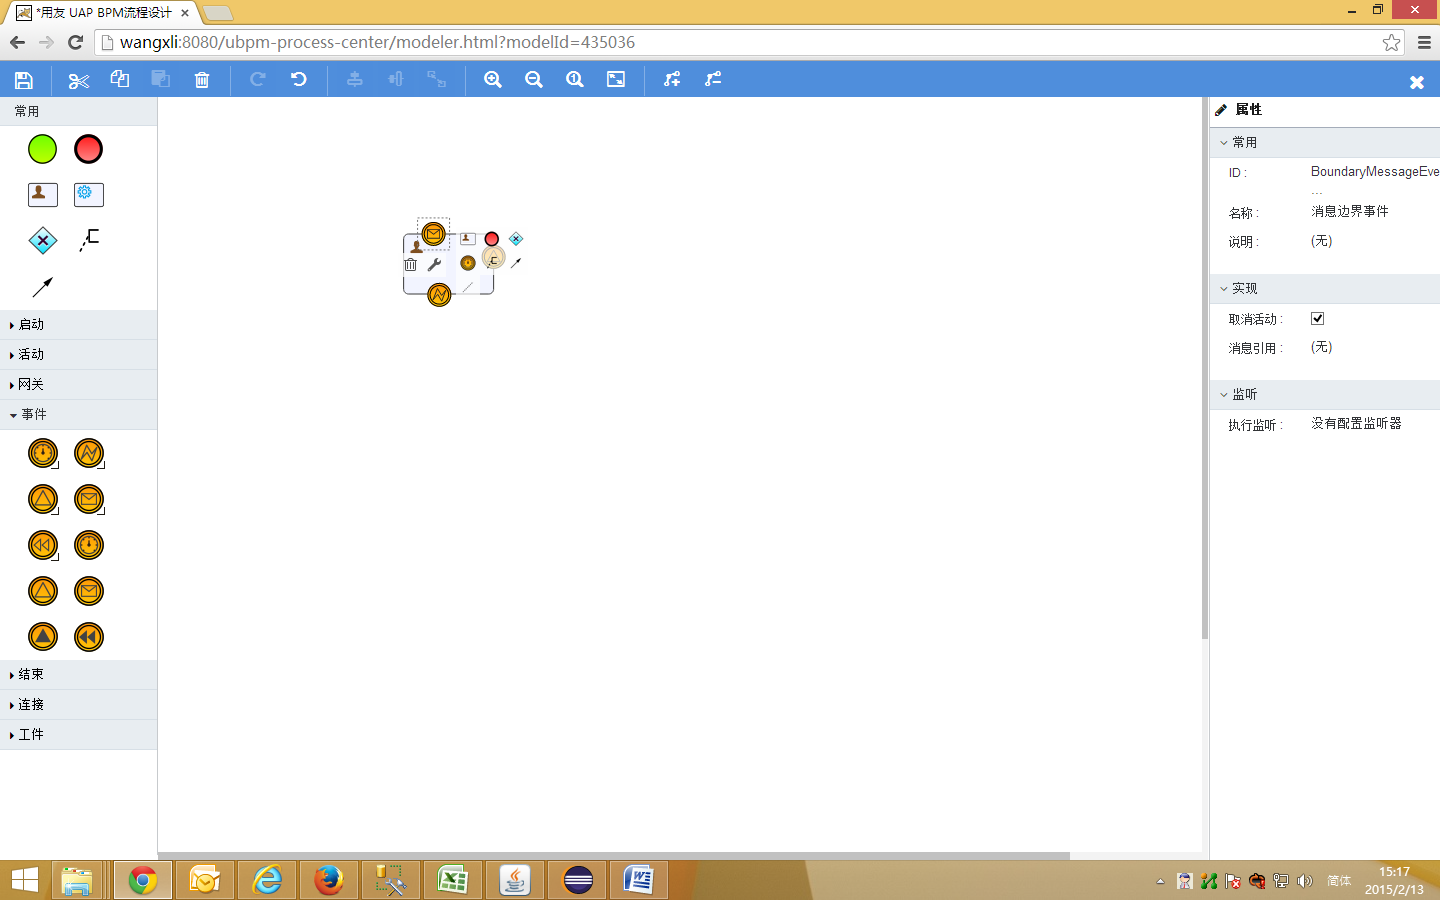 *用友 UAP BPM流程设计
wangxli:8080/ubpm-process-center/modeler.html?modelId=435036
常用
启动
活动
网关
事件
结束
连接
工件
属性
常用
ID : BoundaryMessageEve
...
名称 : 消息边界事件
说明 : (无)
实现
取消活动 :
消息引用 : (无)
监听
执行监听 : 没有配置监听器
简体
15:17
2015/2/13